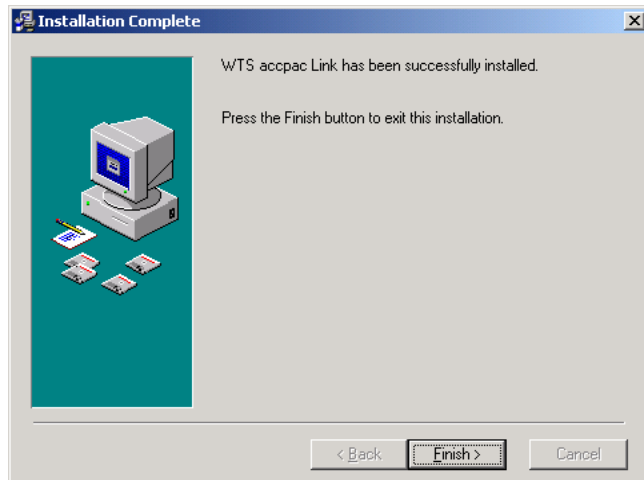 Installation Complete
WTS accpac Link has been successfully installed.
Press the Finish button to exit this installation.
< Back
Finish >
Cancel